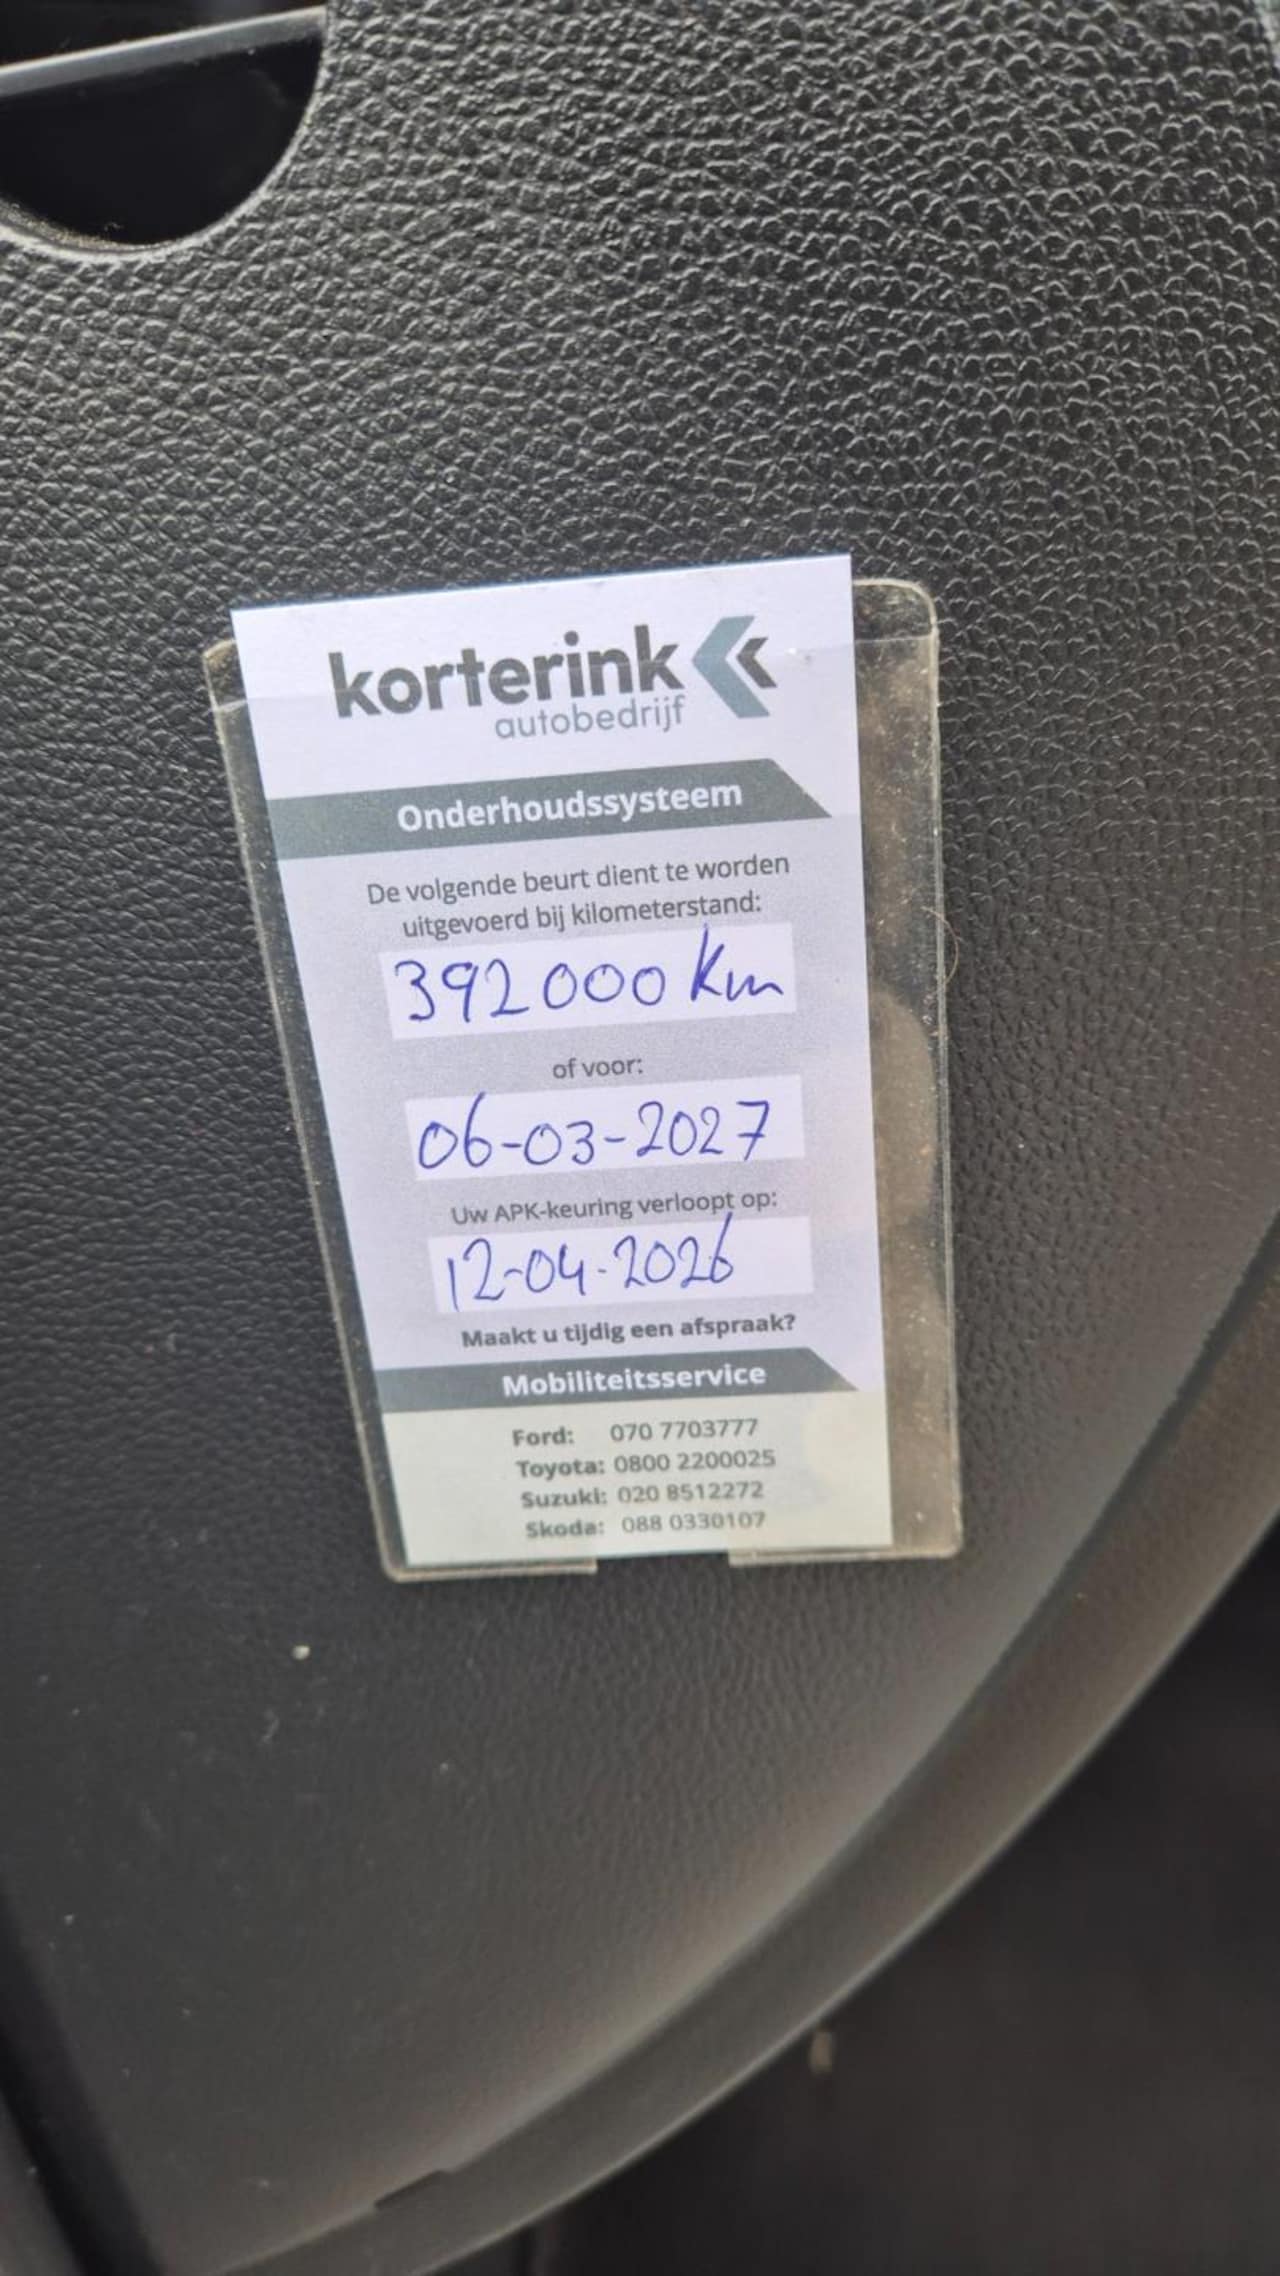 korterink
autobedrijf
Onderhoudssysteem
De volgende beurt dient te worden
uitgevoerd bij kilometerstand:
392000 Km
of voor:
06-03-2027
Uw APK-keuring verloopt op:
12-04-2026
Maakt u tijdig een afspraak?
Mobiliteitsservice
Ford: 070 7703777
Toyota: 0800 2200025
Suzuki: 020 8512272
Skoda: 088 0330107